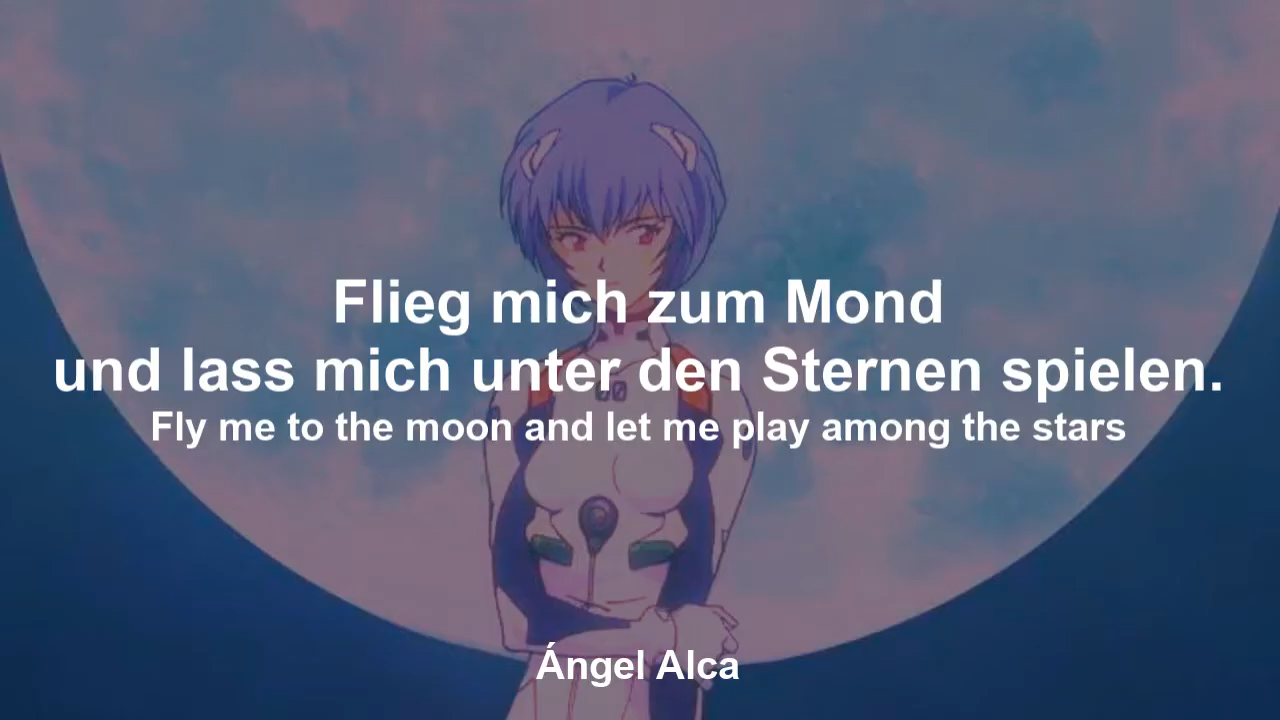 Flieg mich zum Mond
und lass mich unter den Sternen spielen.
Fly me to the moon and let me play among the stars
00
Ángel Alca